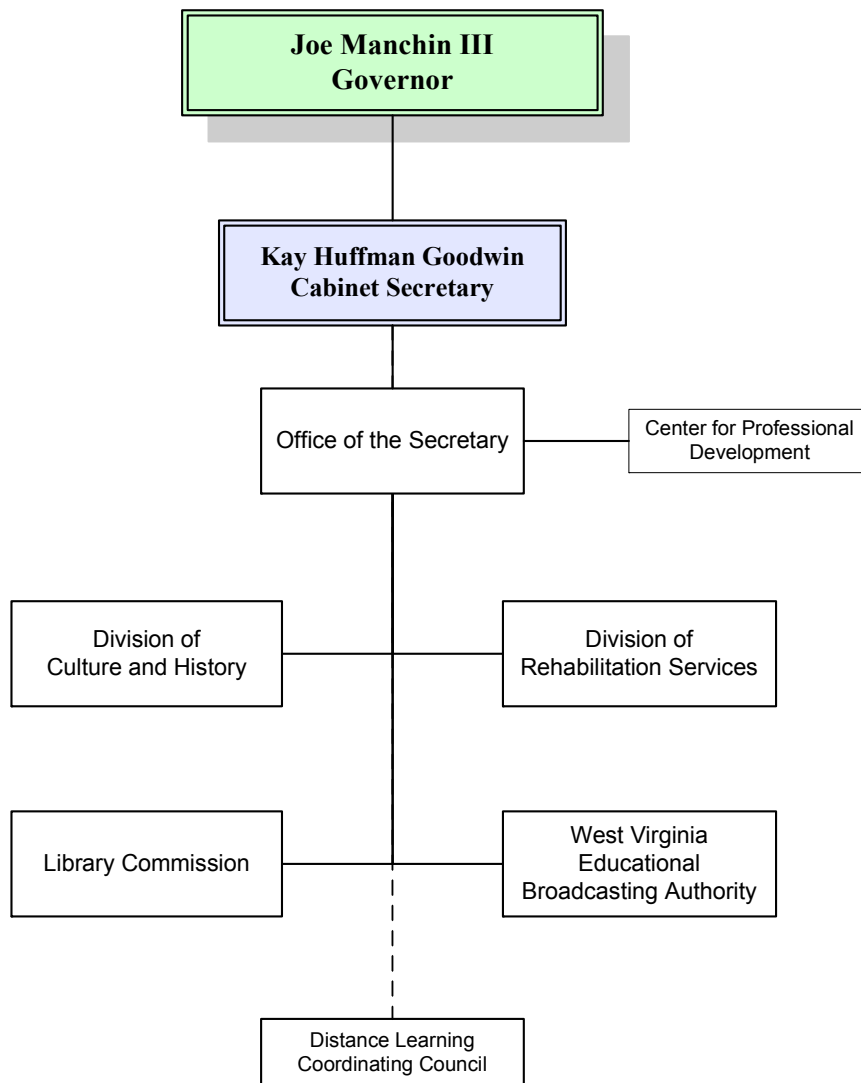 Joe Manchin III
Governor
Kay Huffman Goodwin
Cabinet Secretary
Office of the Secretary
Center for Professional
Development
Division of
Culture and History
Division of
Rehabilitation Services
Library Commission
West Virginia
Educational
Broadcasting Authority
Distance Learning
Coordinating Council